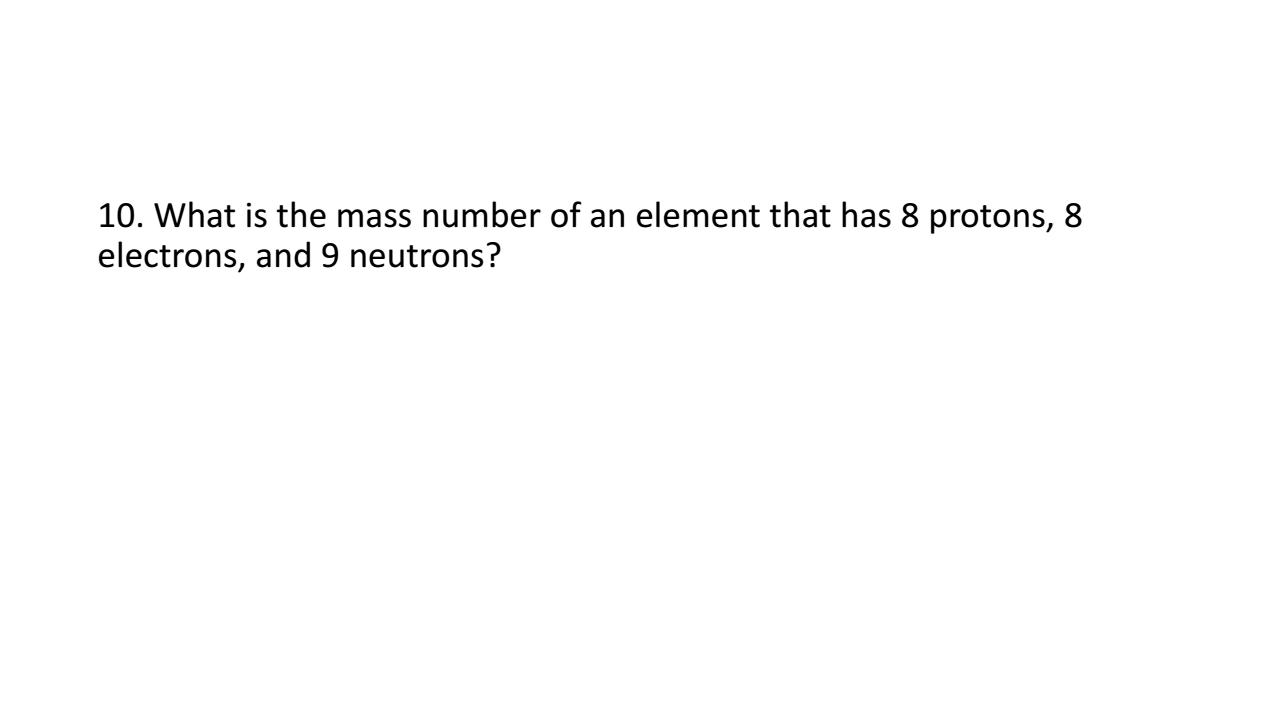 10. What is the mass number of an element that has 8 protons, 8
electrons, and 9 neutrons?